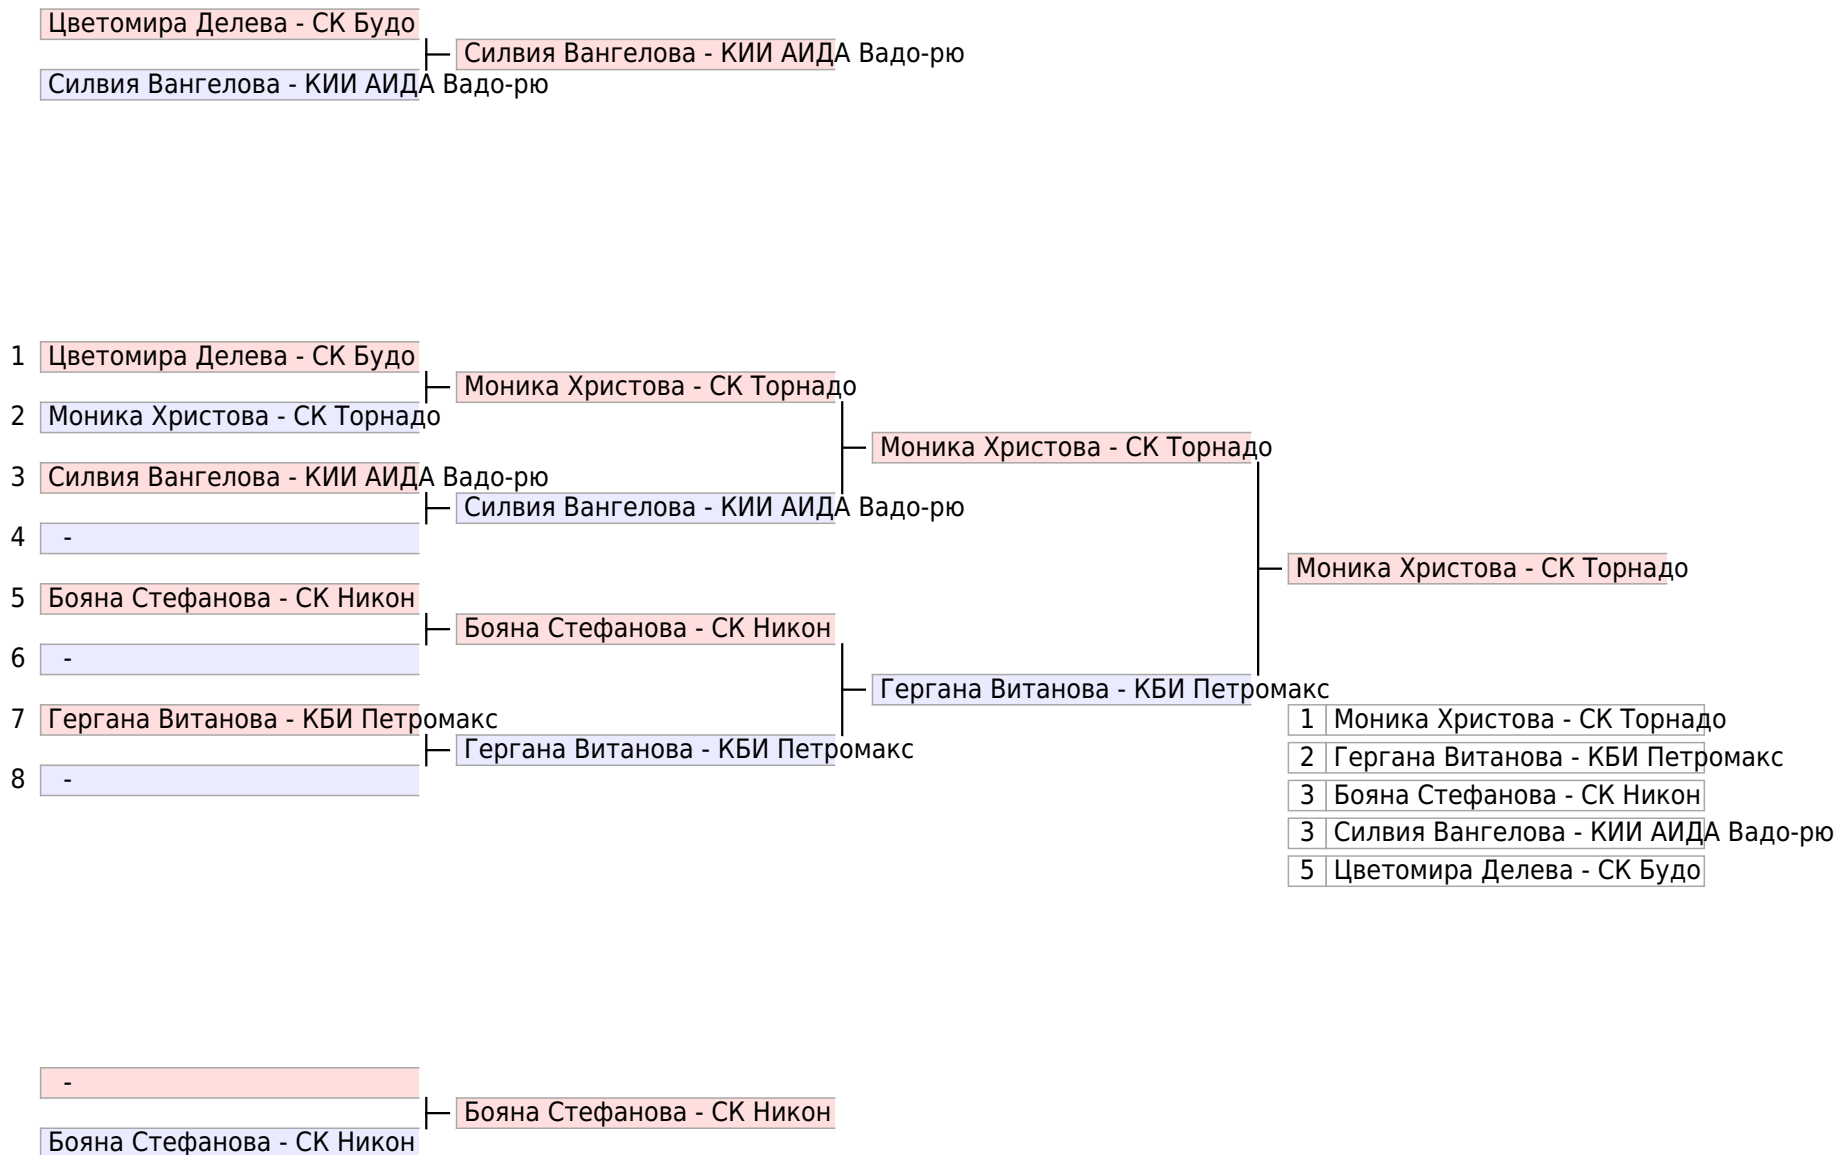 Цветомира Делева - СК Будо
Силвия Вангелова - КИИ АИДА Вадо-рю
Силвия Вангелова - КИИ АИДА Вадо-рю
1 Цветомира Делева - СК Будо
Моника Христова - СК Торнадо
2 Моника Христова - СК Торнадо
Моника Христова - СК Торнадо
3 Силвия Вангелова - КИИ АИДА Вадо-рю
Силвия Вангелова - КИИ АИДА Вадо-рю
4 -
Моника Христова - СК Торнадо
5 Бояна Стефанова - СК Никон
Бояна Стефанова - СК Никон
6 -
Гергана Витанова - КБИ Петромакс
7 Гергана Витанова - КБИ Петромакс
Гергана Витанова - КБИ Петромакс
8 -
1 Моника Христова - СК Торнадо
2 Гергана Витанова - КБИ Петромакс
3 Бояна Стефанова - СК Никон
3 Силвия Вангелова - КИИ АИДА Вадо-рю
5 Цветомира Делева - СК Будо
-
Бояна Стефанова - СК Никон
Бояна Стефанова - СК Никон